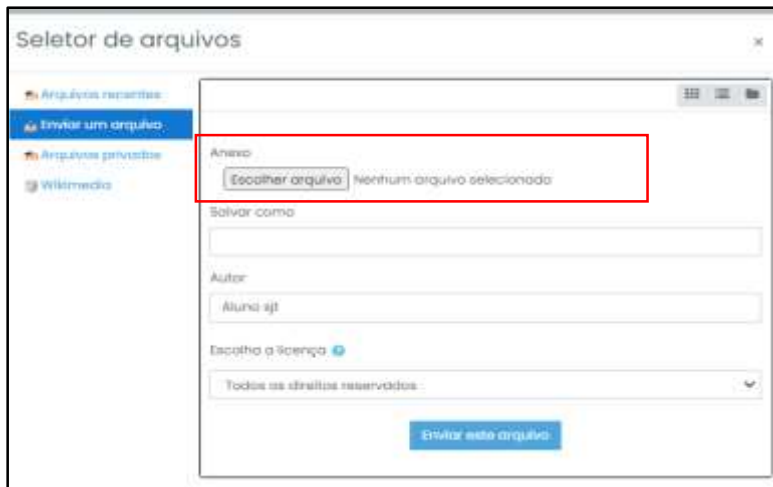 Seletor de arquivos
×
Arquivos recentes
Enviar um arquivo
Arquivos privados
Wikimedia
Anexo
Escolher arquivo Nenhum arquivo selecionado
Salvar como
Autor
Aluno sjt
Escolha a licença
Todos os direitos reservados
Enviar este arquivo